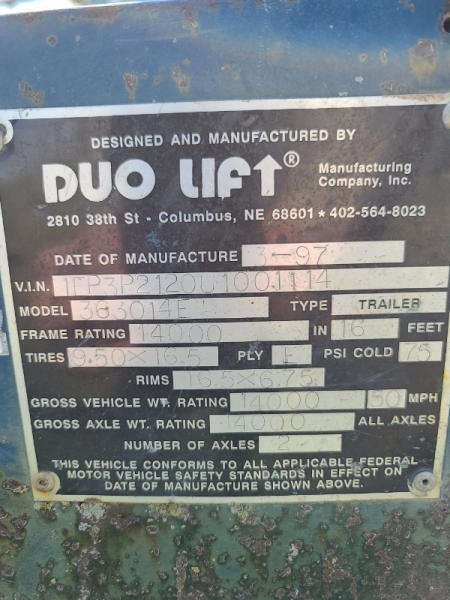 DESIGNED AND MANUFACTURED BY
DUO LIFT® Manufacturing Company, Inc.
2810 38th St - Columbus, NE 68601 * 402-564-8023
DATE OF MANUFACTURE 3-97
V.I.N.
MODEL TYPE TRAILER
FRAME RATING 14000 IN 16 FEET
TIRES 9.50X16.5 PLY E PSI COLD 75
RIMS 16.5X6.75
GROSS VEHICLE WT. RATING 14000 50 MPH
GROSS AXLE WT. RATING 14000 ALL AXLES
NUMBER OF AXLES 2
THIS VEHICLE CONFORMS TO ALL APPLICABLE FEDERAL
MOTOR VEHICLE SAFETY STANDARDS IN EFFECT ON
DATE OF MANUFACTURE SHOWN ABOVE.